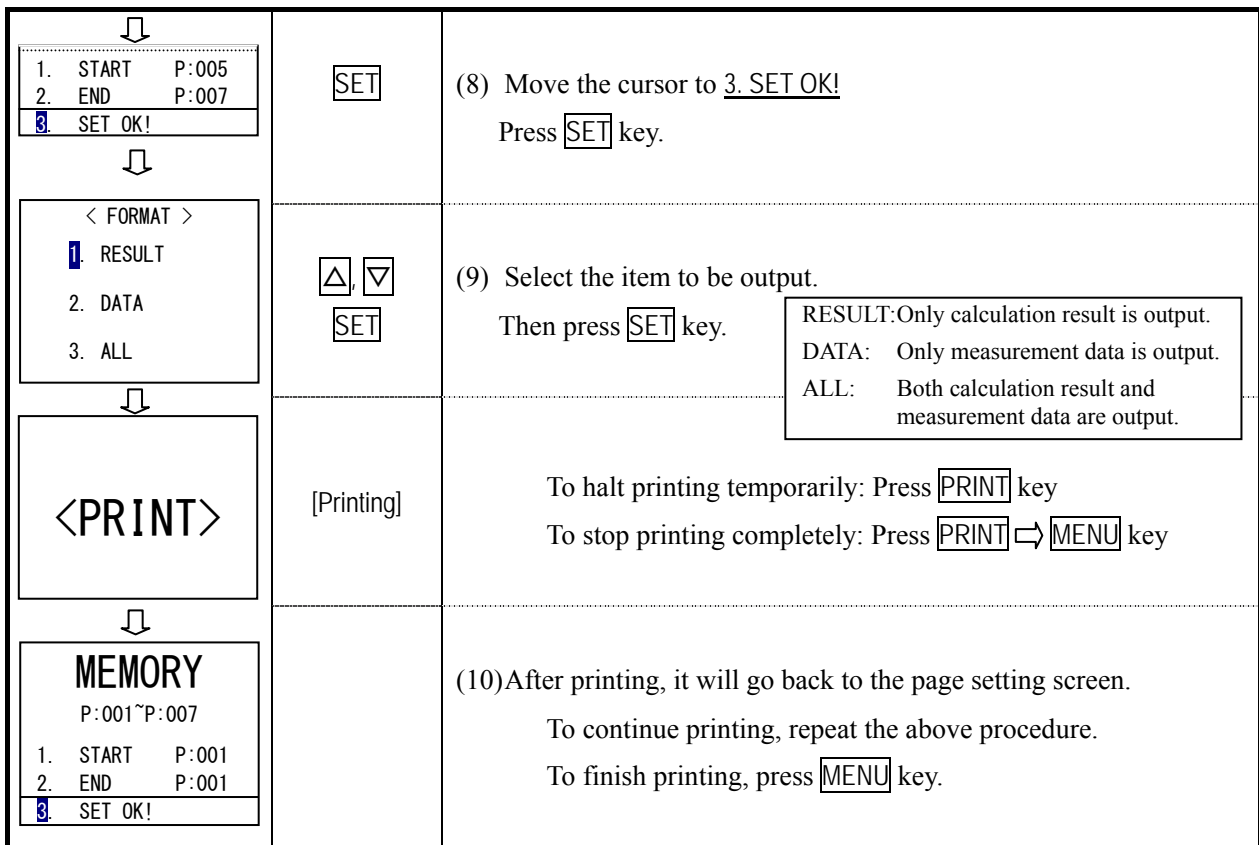 1. START P:005
2. END P:007
3. SET OK!
SET
(8) Move the cursor to 3. SET OK!
Press SET key.
< FORMAT >
1. RESULT
2. DATA
3. ALL
△, ▽
SET
(9) Select the item to be output.
Then press SET key.
RESULT:Only calculation result is output.
DATA: Only measurement data is output.
ALL: Both calculation result and
measurement data are output.
<PRINT>
[Printing]
To halt printing temporarily: Press PRINT key
To stop printing completely: Press PRINT ⇨ MENU key
MEMORY
P:001~P:007
1. START P:001
2. END P:001
3. SET OK!
(10)After printing, it will go back to the page setting screen.
To continue printing, repeat the above procedure.
To finish printing, press MENU key.